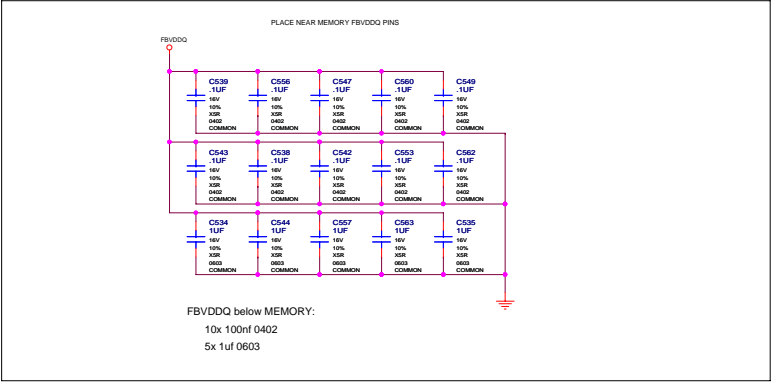 PLACE NEAR MEMORY FBVDDQ PINS
FBVDDQ
C539 C556 C547 C560 C549
.1UF .1UF .1UF .1UF .1UF
16V 16V 16V 16V 16V
10% 10% 10% 10% 10%
X5R X5R X5R X5R X5R
0402 0402 0402 0402 0402
COMMON COMMON COMMON COMMON COMMON
C543 C538 C542 C553 C562
.1UF .1UF .1UF .1UF .1UF
16V 16V 16V 16V 16V
10% 10% 10% 10% 10%
X5R X5R X5R X5R X5R
0402 0402 0402 0402 0402
COMMON COMMON COMMON COMMON COMMON
C534 C544 C557 C563 C535
1UF 1UF 1UF 1UF 1UF
16V 16V 16V 16V 16V
10% 10% 10% 10% 10%
X5R X5R X5R X5R X5R
0603 0603 0603 0603 0603
COMMON COMMON COMMON COMMON COMMON
FBVDDQ below MEMORY:
10x 100nf 0402
5x 1uf 0603